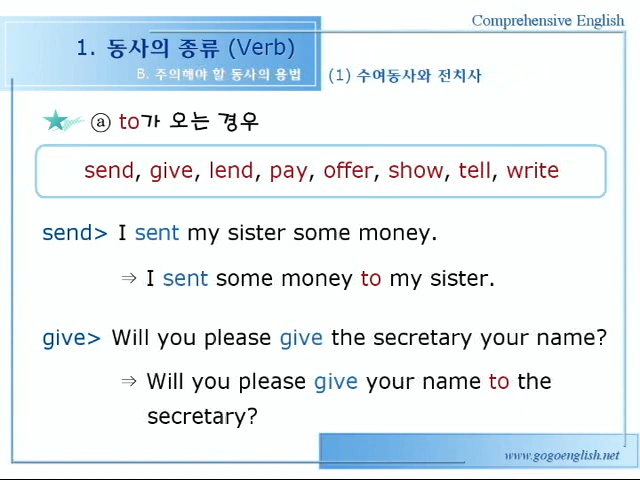 Comprehensive English
1. 동사의 종류 (Verb)
B. 주의해야 할 동사의 용법
(1) 수여동사와 전치사
ⓐ to가 오는 경우
send, give, lend, pay, offer, show, tell, write
send> I sent my sister some money.
⇒ I sent some money to my sister.
give> Will you please give the secretary your name?
⇒ Will you please give your name to the
secretary?
www.gogoenglish.net